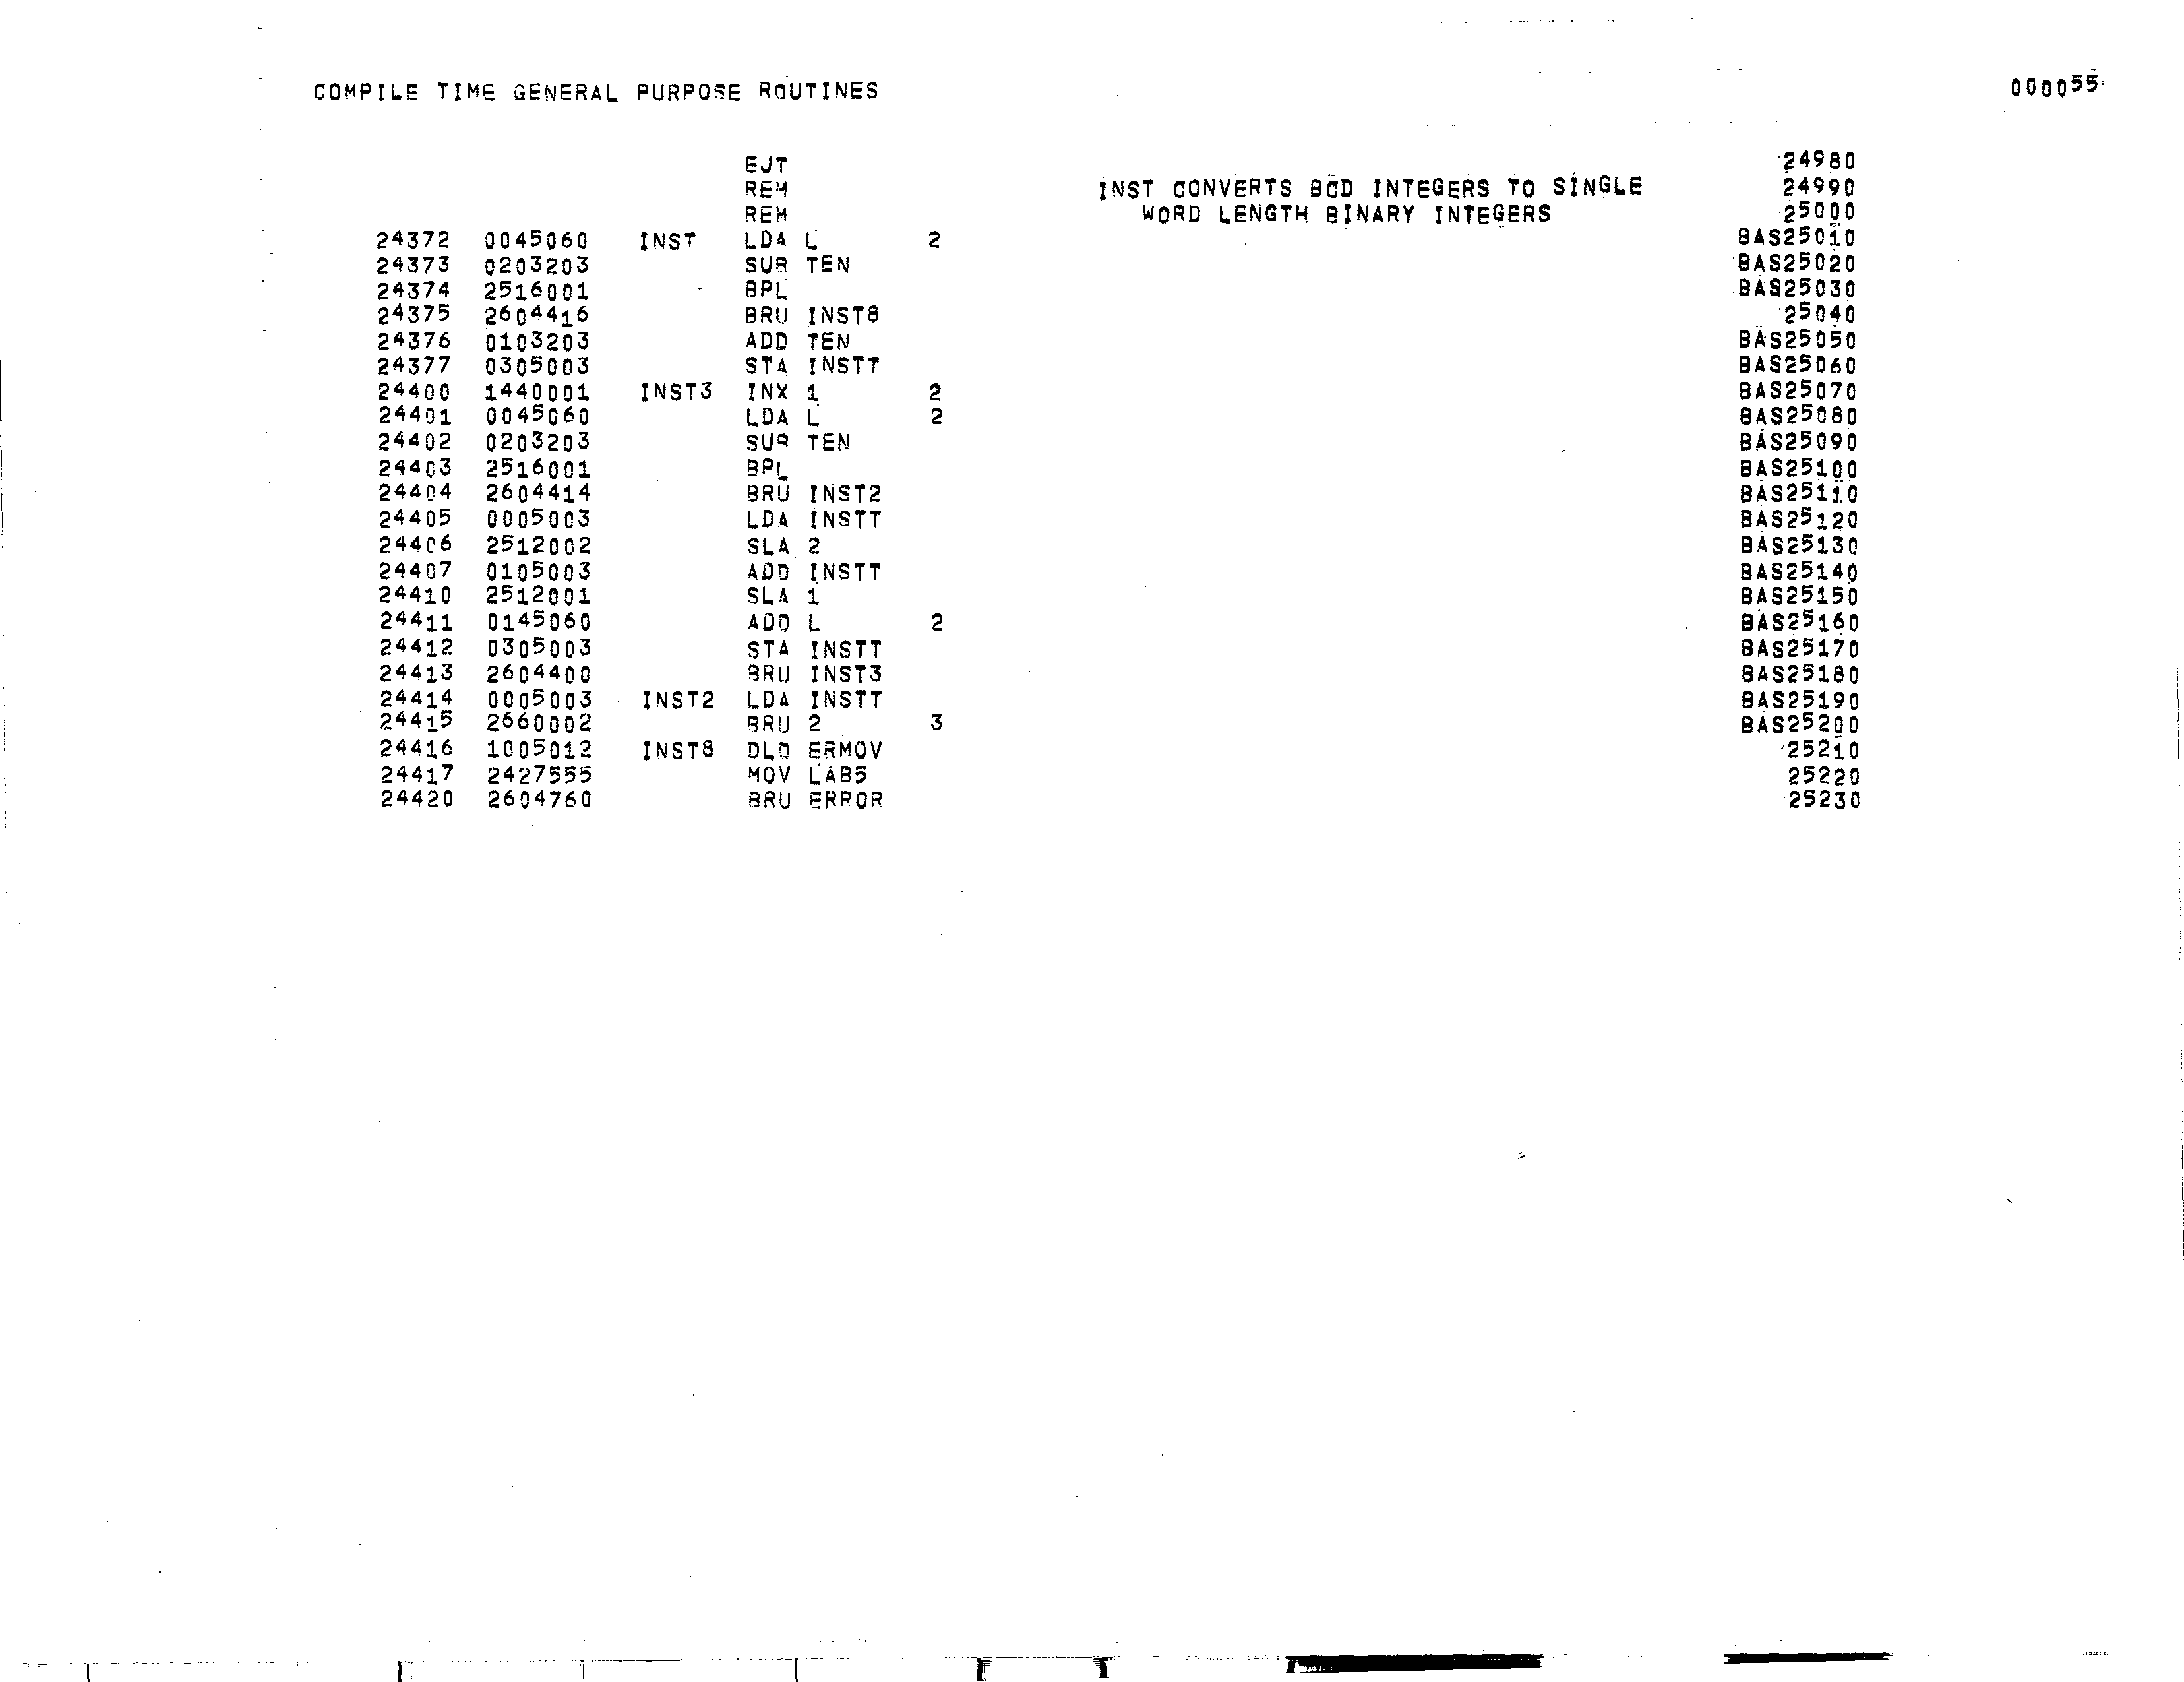 COMPILE TIME GENERAL PURPOSE ROUTINES 000055
EJT 24980
REM INST CONVERTS BCD INTEGERS TO SINGLE 24990
REM WORD LENGTH BINARY INTEGERS 25000
24372 0045060 INST LDA L 2 BAS25010
24373 0203203 SUB TEN BAS25020
24374 2516001 BPL BAS25030
24375 2604416 BRU INST8 25040
24376 0103203 ADD TEN BAS25050
24377 0305003 STA INSTT BAS25060
24400 1440001 INST3 INX 1 2 BAS25070
24401 0045060 LDA L 2 BAS25080
24402 0203203 SUB TEN BAS25090
24403 2516001 BPL BAS25100
24404 2604414 BRU INST2 BAS25110
24405 0005003 LDA INSTT BAS25120
24406 2512002 SLA 2 BAS25130
24407 0105003 ADD INSTT BAS25140
24410 2512001 SLA 1 BAS25150
24411 0145060 ADD L 2 BAS25160
24412 0305003 STA INSTT BAS25170
24413 2604400 BRU INST3 BAS25180
24414 0005003 INST2 LDA INSTT BAS25190
24415 2660002 BRU 2 3 BAS25200
24416 1005012 INST8 DLD ERMOV 25210
24417 2427555 MOV LAB5 25220
24420 2604760 BRU ERROR 25230